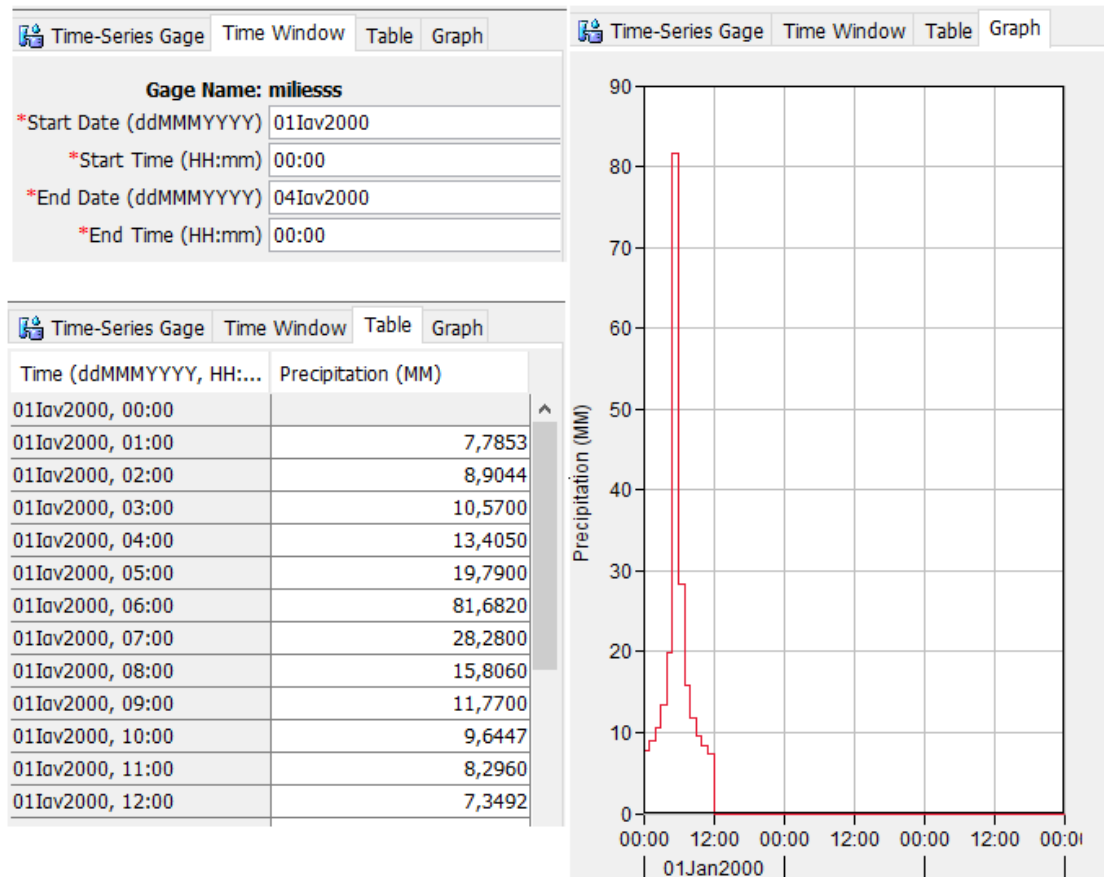 Time-Series Gage Time Window Table Graph
Gage Name: miliesss
*Start Date (ddMMMYYYY) 01Ιαν2000
*Start Time (HH:mm) 00:00
*End Date (ddMMMYYYY) 04Ιαν2000
*End Time (HH:mm) 00:00
Time-Series Gage Time Window Table Graph
Time (ddMMMYYYY, HH:... Precipitation (MM)
01Ιαν2000, 00:00
01Ιαν2000, 01:00 7,7853
01Ιαν2000, 02:00 8,9044
01Ιαν2000, 03:00 10,5700
01Ιαν2000, 04:00 13,4050
01Ιαν2000, 05:00 19,7900
01Ιαν2000, 06:00 81,6820
01Ιαν2000, 07:00 28,2800
01Ιαν2000, 08:00 15,8060
01Ιαν2000, 09:00 11,7700
01Ιαν2000, 10:00 9,6447
01Ιαν2000, 11:00 8,2960
01Ιαν2000, 12:00 7,3492
Time-Series Gage Time Window Table Graph
90
80
70
60
50
40
30
20
10
0
Precipitation (MM)
00:00 12:00 00:00 12:00 00:00 12:00 00:0
01Jan2000